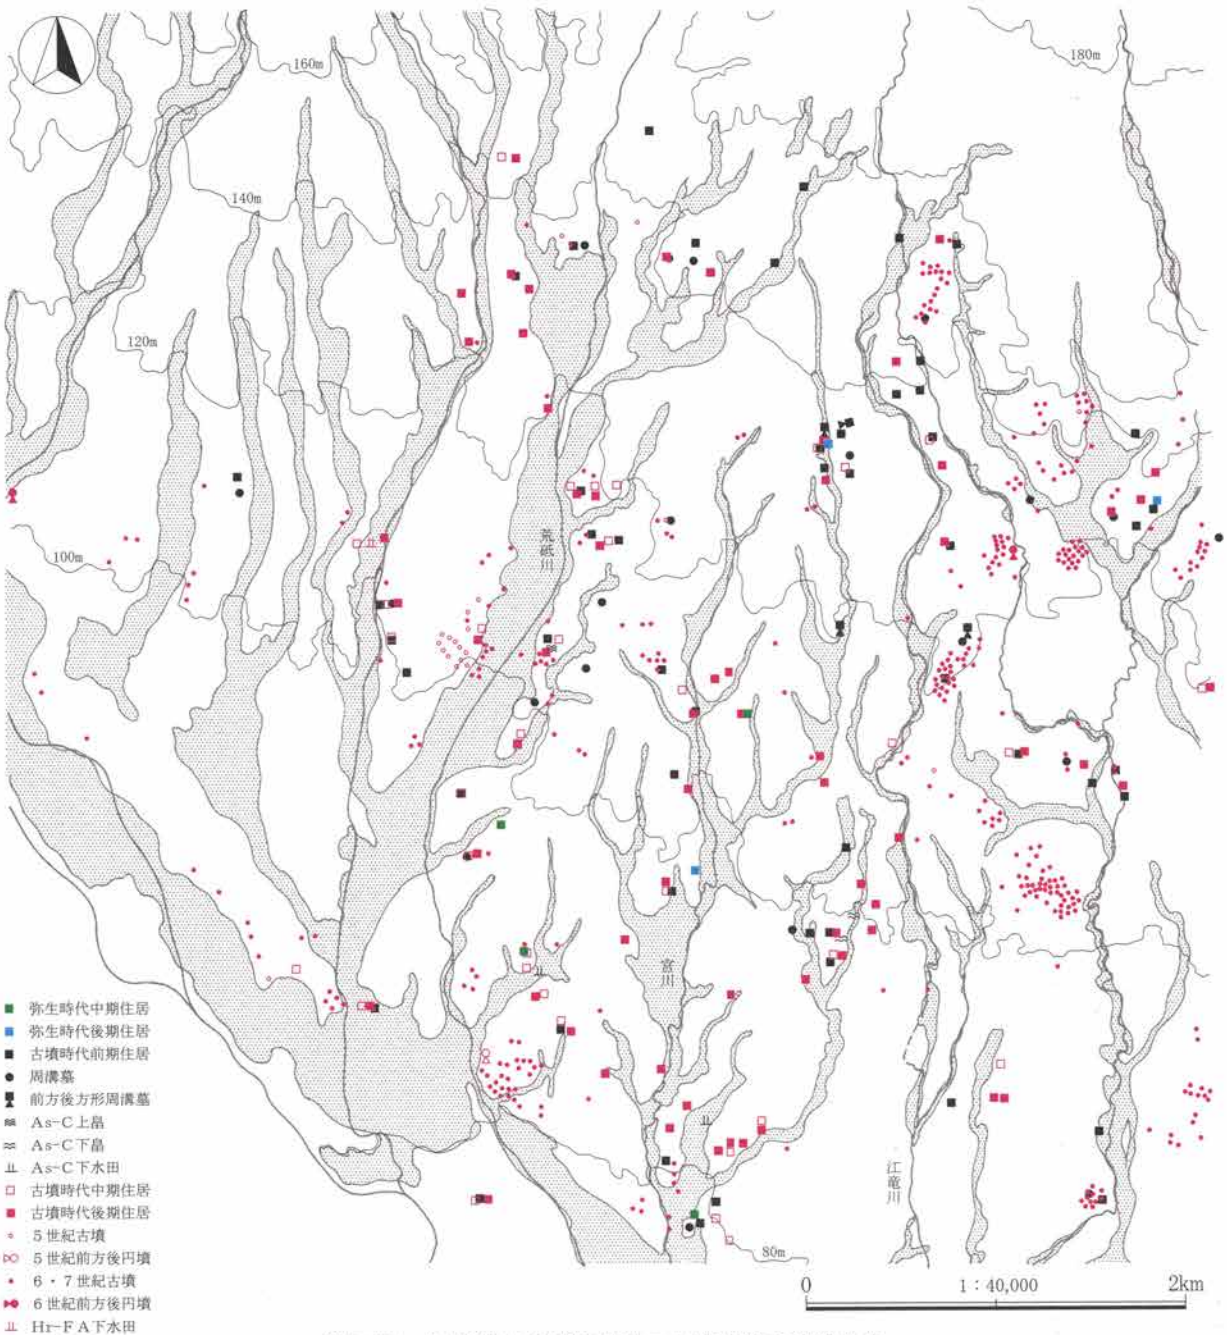 160m
180m
140m
120m
100m
荒砥川
宮川
江竜川
80m
弥生時代中期住居
弥生時代後期住居
古墳時代前期住居
周溝墓
前方後方形周溝墓
As-C上畠
As-C下畠
As-C下水田
古墳時代中期住居
古墳時代後期住居
5世紀古墳
5世紀前方後円墳
6・7世紀古墳
6世紀前方後円墳
Hr-FA下水田
0 1:40,000 2km